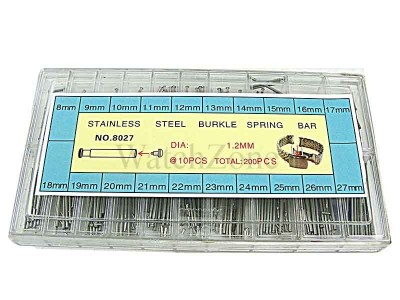 8mm 9mm 10mm 11mm 12mm 13mm 14mm 15mm 16mm 17mm
STAINLESS STEEL BURKLE SPRING BAR
NO.8027
DIA: 1.2MM
@10PCS TOTAL:200PCS
WatchZone
18mm 19mm 20mm 21mm 22mm 23mm 24mm 25mm 26mm 27mm